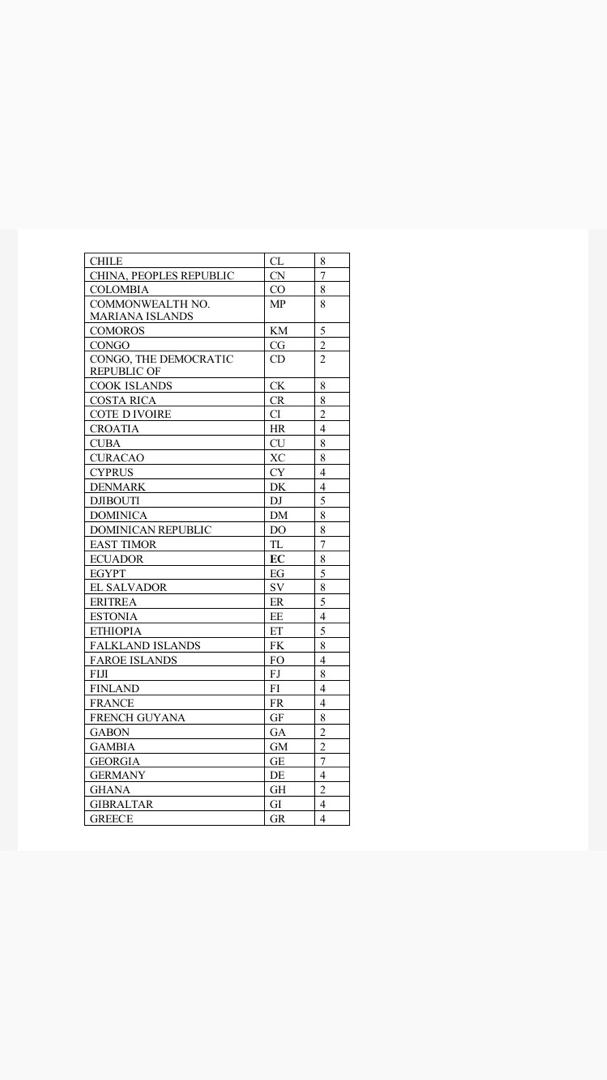 CHILE CL 8
CHINA, PEOPLES REPUBLIC CN 7
COLOMBIA CO 8
COMMONWEALTH NO. MP 8
MARIANA ISLANDS
COMOROS KM 5
CONGO CG 2
CONGO, THE DEMOCRATIC CD 2
REPUBLIC OF
COOK ISLANDS CK 8
COSTA RICA CR 8
COTE D IVOIRE CI 2
CROATIA HR 4
CUBA CU 8
CURACAO XC 8
CYPRUS CY 4
DENMARK DK 4
DJIBOUTI DJ 5
DOMINICA DM 8
DOMINICAN REPUBLIC DO 8
EAST TIMOR TL 7
ECUADOR EC 8
EGYPT EG 5
EL SALVADOR SV 8
ERITREA ER 5
ESTONIA EE 4
ETHIOPIA ET 5
FALKLAND ISLANDS FK 8
FAROE ISLANDS FO 4
FIJI FJ 8
FINLAND FI 4
FRANCE FR 4
FRENCH GUYANA GF 8
GABON GA 2
GAMBIA GM 2
GEORGIA GE 7
GERMANY DE 4
GHANA GH 2
GIBRALTAR GI 4
GREECE GR 4